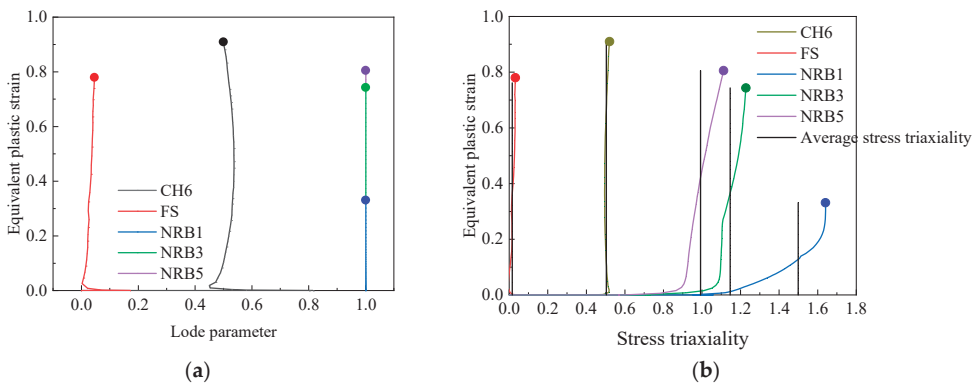 1.0
0.8
0.6
0.4
0.2
0.0
Equivalent plastic strain
CH6
FS
NRB1
NRB3
NRB5
0.0 0.2 0.4 0.6 0.8 1.0
Lode parameter
(a)
1.0
0.8
0.6
0.4
0.2
0.0
Equivalent plastic strain
CH6
FS
NRB1
NRB3
NRB5
Average stress triaxiality
0.0 0.2 0.4 0.6 0.8 1.0 1.2 1.4 1.6 1.8
Stress triaxiality
(b)